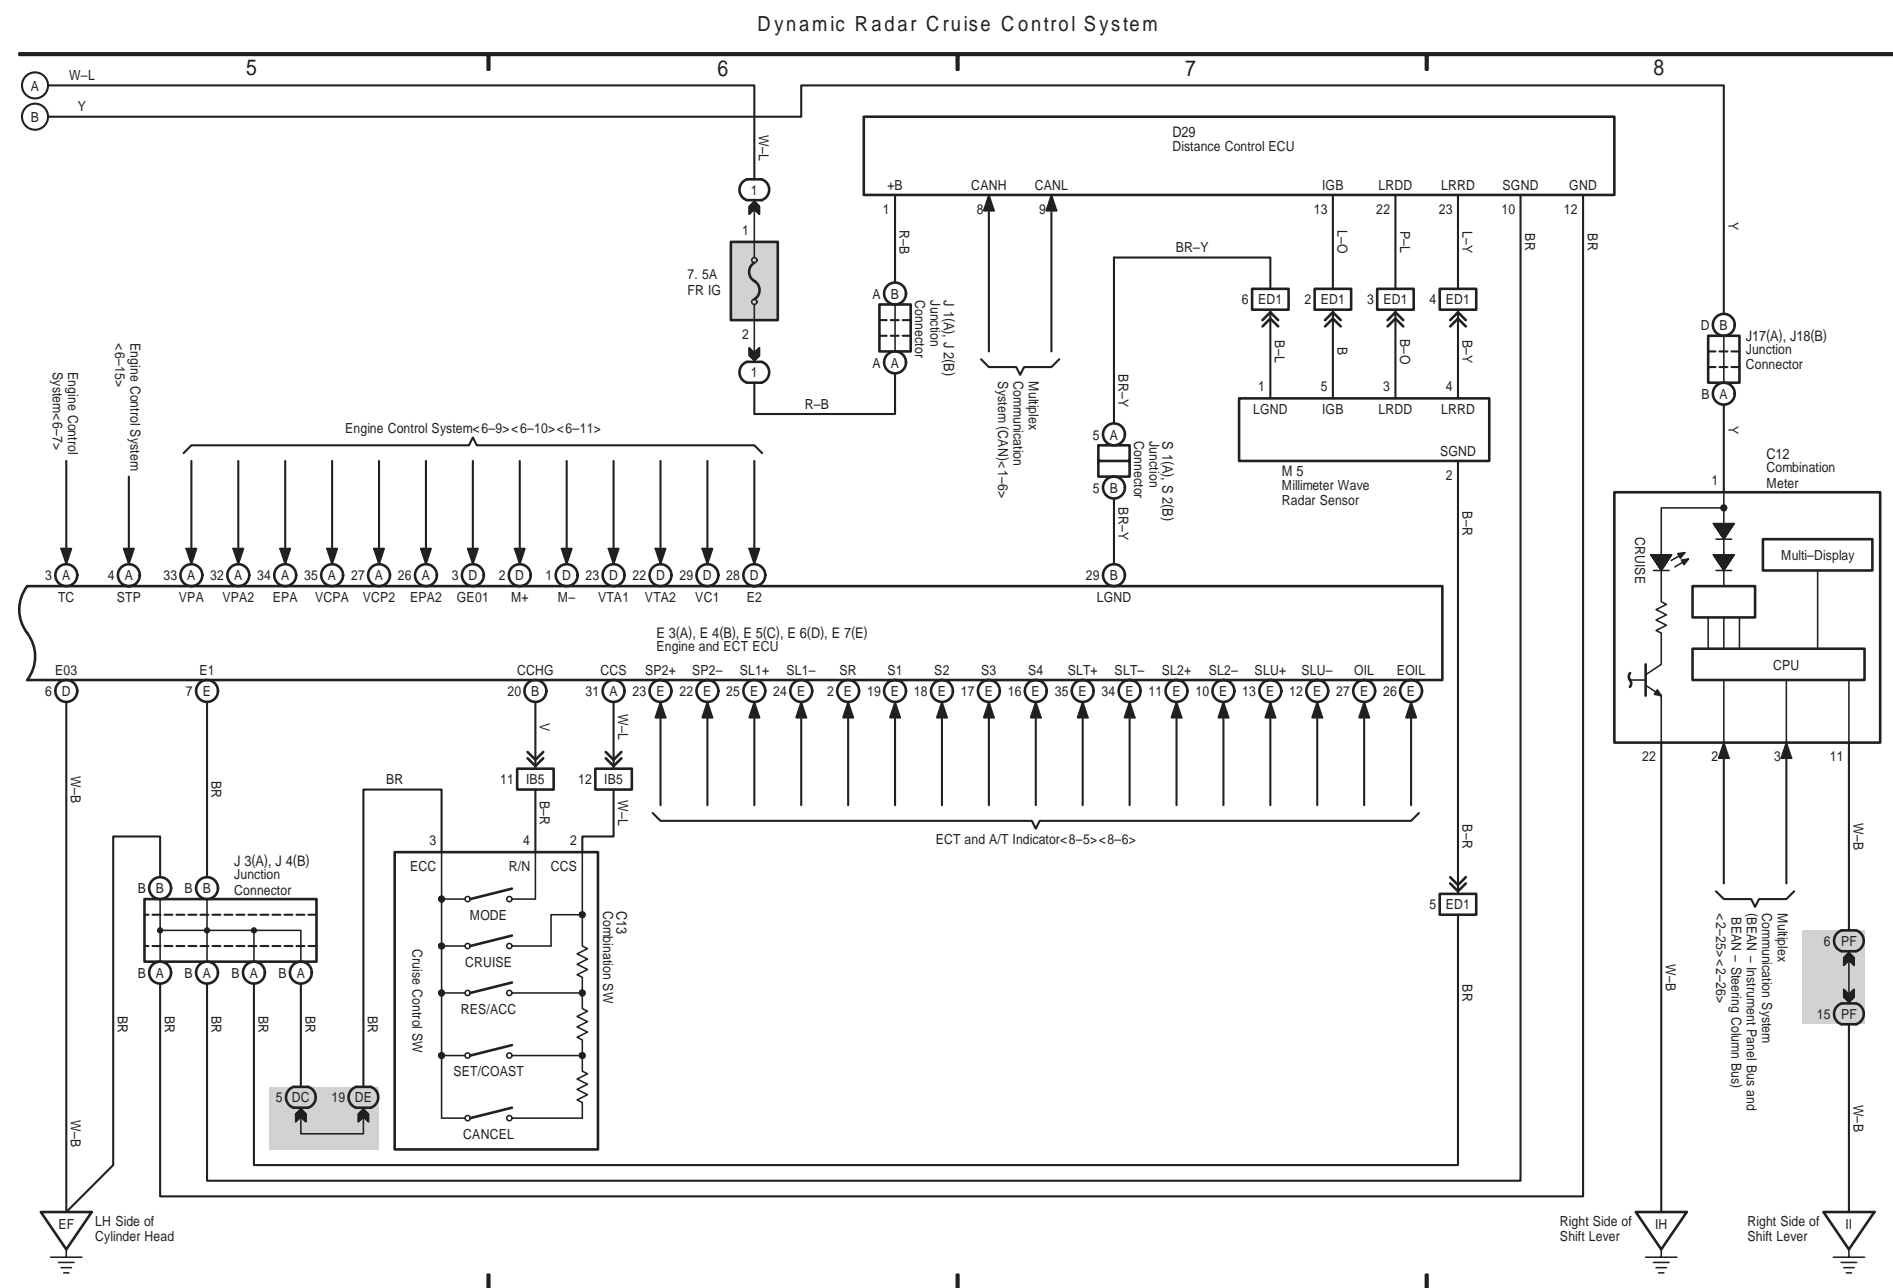 Dynamic Radar Cruise Control System
5
6
7
8
A
W–L
B
Y
W–L
1
1
7. 5A
FR IG
2
1
R–B
D29
Distance Control ECU
+B
CANH
CANL
IGB
LRDD
LRRD
SGND
GND
1
8
9
13
22
23
10
12
R–B
L–O
P–L
L–Y
BR
BR
Y
A B
J 1(A), J 2(B)
Junction
Connector
A A
BR–Y
6 ED1
2 ED1
3 ED1
4 ED1
B–L
B
B–O
B–Y
1
5
3
4
LGND
IGB
LRDD
LRRD
SGND
2
M 5
Millimeter Wave
Radar Sensor
B–R
Multiplex
Communication
System (CAN)<1–6>
BR–Y
5 A
S 1(A), S 2(B)
Junction
Connector
5 B
BR–Y
D B
J17(A), J18(B)
Junction
Connector
B A
Y
C12
Combination
Meter
1
CRUISE
Multi–Display
CPU
22
2
3
11
Engine Control
System<6–7>
Engine Control System
<6–15>
Engine Control System<6–9><6–10><6–11>
3 A
4 A
33 A
32 A
34 A
35 A
27 A
26 A
3 D
2 D
1 D
23 D
22 D
29 D
28 D
29 B
TC
STP
VPA
VPA2
EPA
VCPA
VCP2
EPA2
GE01
M+
M–
VTA1
VTA2
VC1
E2
LGND
E 3(A), E 4(B), E 5(C), E 6(D), E 7(E)
Engine and ECT ECU
E03
E1
CCHG
CCS
SP2+
SP2–
SL1+
SL1–
SR
S1
S2
S3
S4
SLT+
SLT–
SL2+
SL2–
SLU+
SLU–
OIL
EOIL
6 D
7 E
20 B
31 A
23 E
22 E
25 E
24 E
2 E
19 E
18 E
17 E
16 E
35 E
34 E
11 E
10 E
13 E
12 E
27 E
26 E
W–B
BR
V
W–L
11 IB5
12 IB5
B–R
W–L
BR
ECT and A/T Indicator<8–5><8–6>
B–R
5 ED1
BR
J 3(A), J 4(B)
Junction
Connector
B B
B B
B A
B A
B A
B A
BR
BR
BR
BR
BR
BR
5 DC
19 DE
3
4
2
ECC
R/N
CCS
MODE
CRUISE
RES/ACC
SET/COAST
CANCEL
Cruise Control SW
C13
Combination SW
W–B
W–B
W–B
Multiplex
Communication System
(BEAN – Instrument Panel Bus and
BEAN – Steering Column Bus)
<2–25><2–26>
6 PF
15 PF
W–B
EF
LH Side of
Cylinder Head
Right Side of
Shift Lever
IH
Right Side of
Shift Lever
II